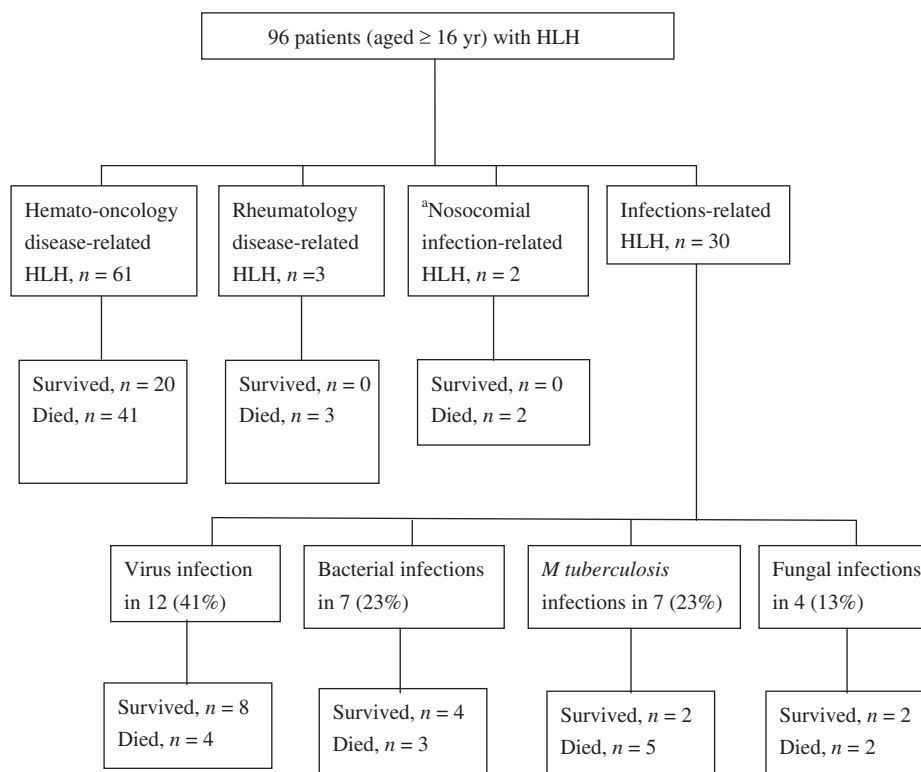 96 patients (aged ≥ 16 yr) with HLH
Hemato-oncology
disease-related
HLH, n = 61
Rheumatology
disease-related
HLH, n =3
ᵃNosocomial
infection-related
HLH, n = 2
Infections-related
HLH, n = 30
Survived, n = 20
Died, n = 41
Survived, n = 0
Died, n = 3
Survived, n = 0
Died, n = 2
Virus infection
in 12 (41%)
Bacterial infections
in 7 (23%)
M tuberculosis
infections in 7 (23%)
Fungal infections
in 4 (13%)
Survived, n = 8
Died, n = 4
Survived, n = 4
Died, n = 3
Survived, n = 2
Died, n = 5
Survived, n = 2
Died, n = 2